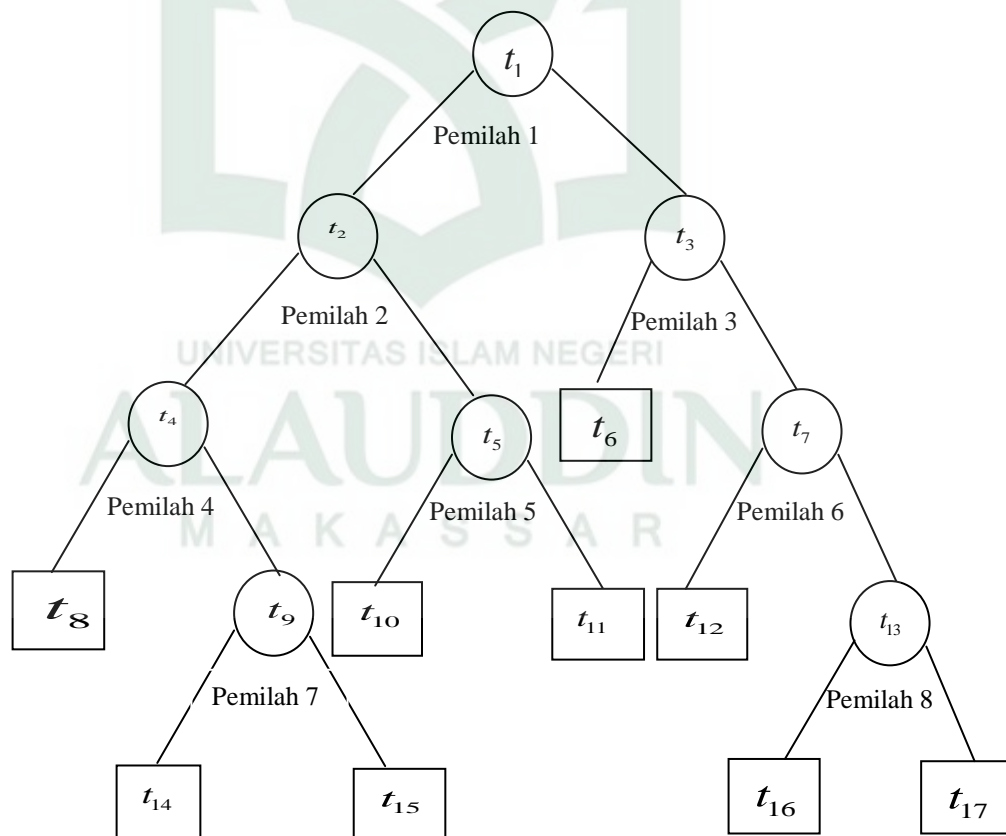 t₁
Pemilah 1
t₂ t₃
Pemilah 2 Pemilah 3
UNIVERSITAS ISLAM NEGERI
t₄ t₅ t₆ t₇
ALAUDDIN
Pemilah 4 Pemilah 5 Pemilah 6
MAKASSAR
t₈ t₉ t₁₀ t₁₁ t₁₂ t₁₃
Pemilah 7 Pemilah 8
t₁₄ t₁₅ t₁₆ t₁₇